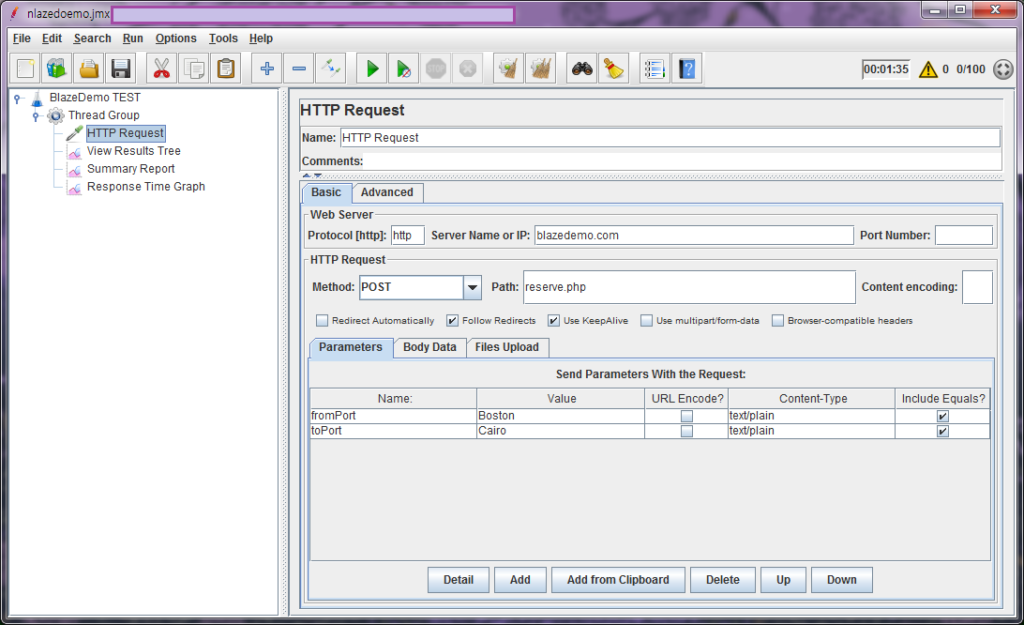 nlazedoemo.jmx
File Edit Search Run Options Tools Help
STOP 00:01:35 0 0/100
BlazeDemo TEST
Thread Group
HTTP Request
View Results Tree
Summary Report
Response Time Graph
HTTP Request
Name: HTTP Request
Comments:
Basic Advanced
Web Server
Protocol [http]: http Server Name or IP: blazedemo.com Port Number:
HTTP Request
Method: POST Path: reserve.php Content encoding:
Redirect Automatically Follow Redirects Use KeepAlive Use multipart/form-data Browser-compatible headers
Parameters Body Data Files Upload
Send Parameters With the Request:
Name: Value URL Encode? Content-Type Include Equals?
fromPort Boston text/plain
toPort Cairo text/plain
Detail Add Add from Clipboard Delete Up Down